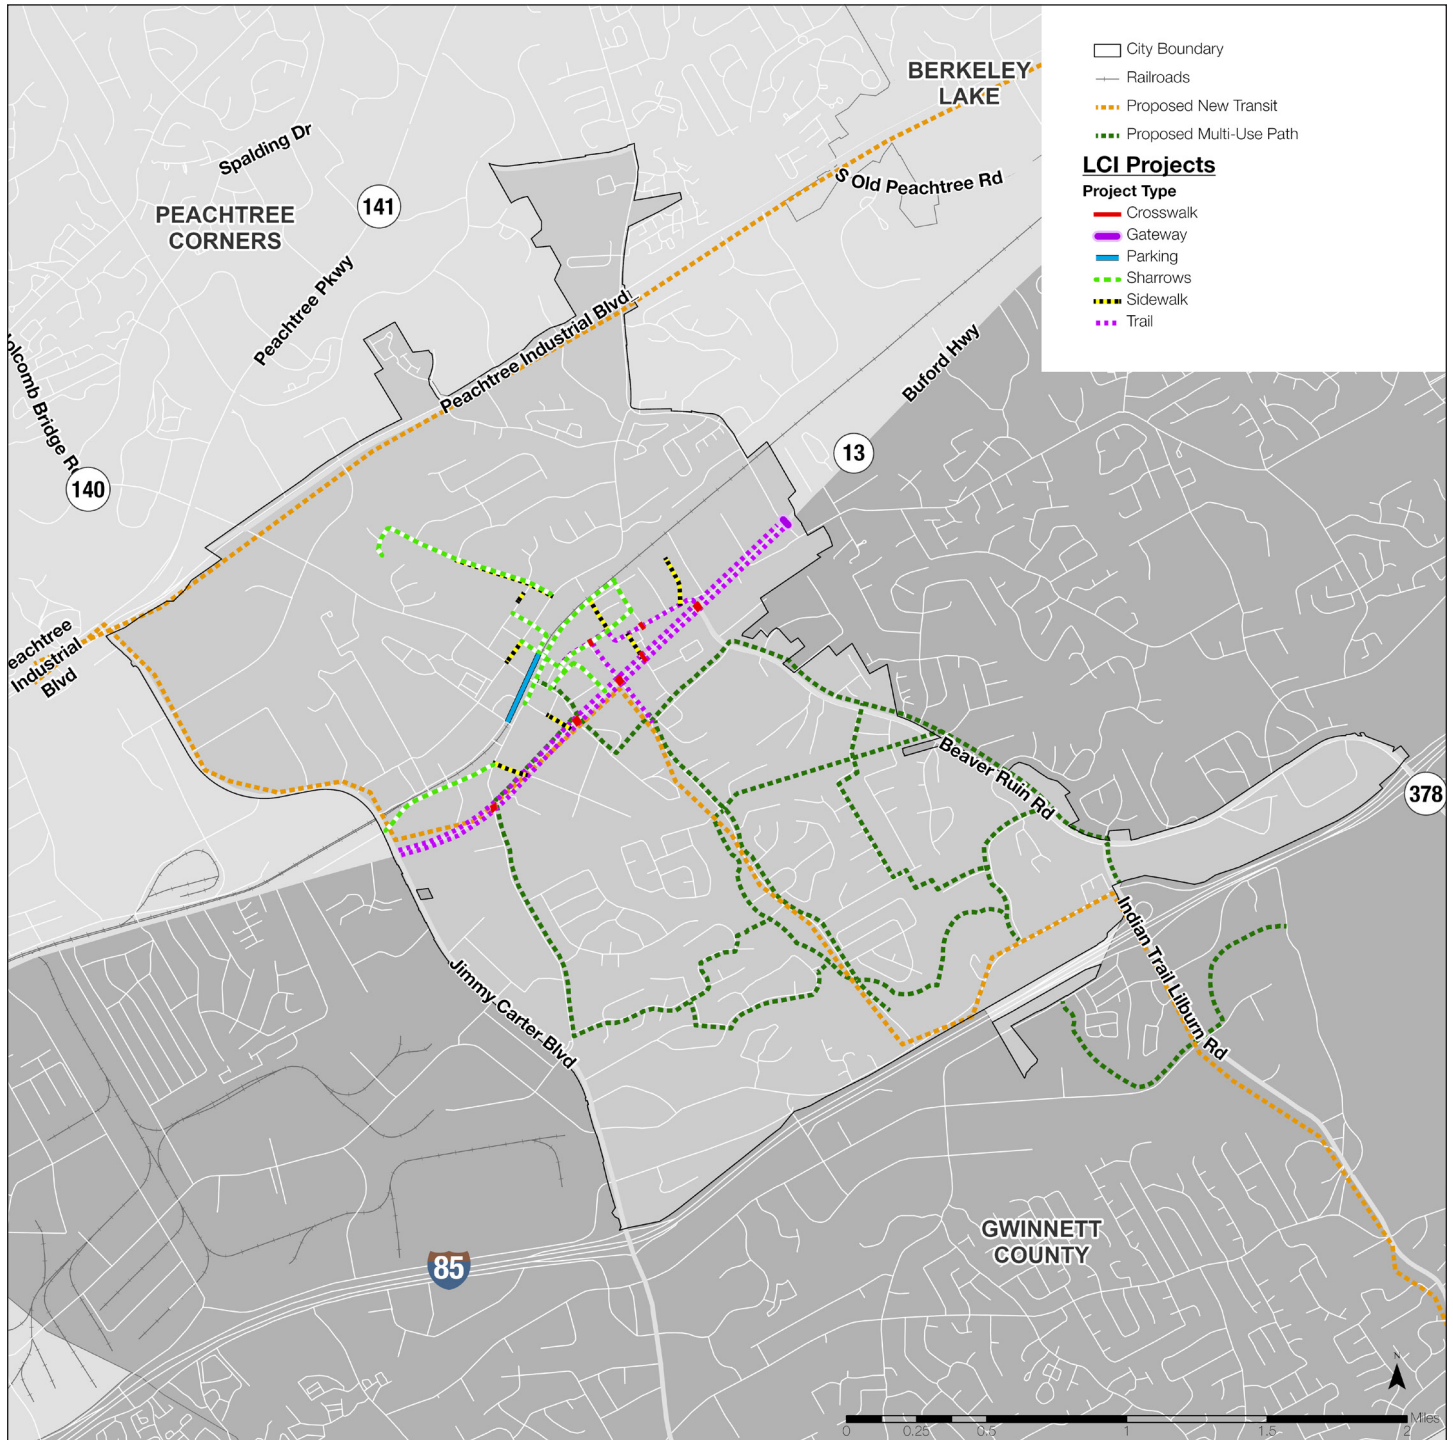 BERKELEY
LAKE
City Boundary
Railroads
Proposed New Transit
Proposed Multi-Use Path
LCI Projects
Project Type
Crosswalk
Gateway
Parking
Sharrows
Sidewalk
Trail
Spalding Dr
S Old Peachtree Rd
141
PEACHTREE
CORNERS
Peachtree Pkwy
Peachtree Industrial Blvd
Buford Hwy
olcomb Bridge R
13
140
eachtree
Industrial
Blvd
Beaver Ruin Rd
378
Indian Trail Lilburn Rd
Jimmy Carter Blvd
GWINNETT
COUNTY
85
N
Miles
0 0.25 0.5 1 1.5 2